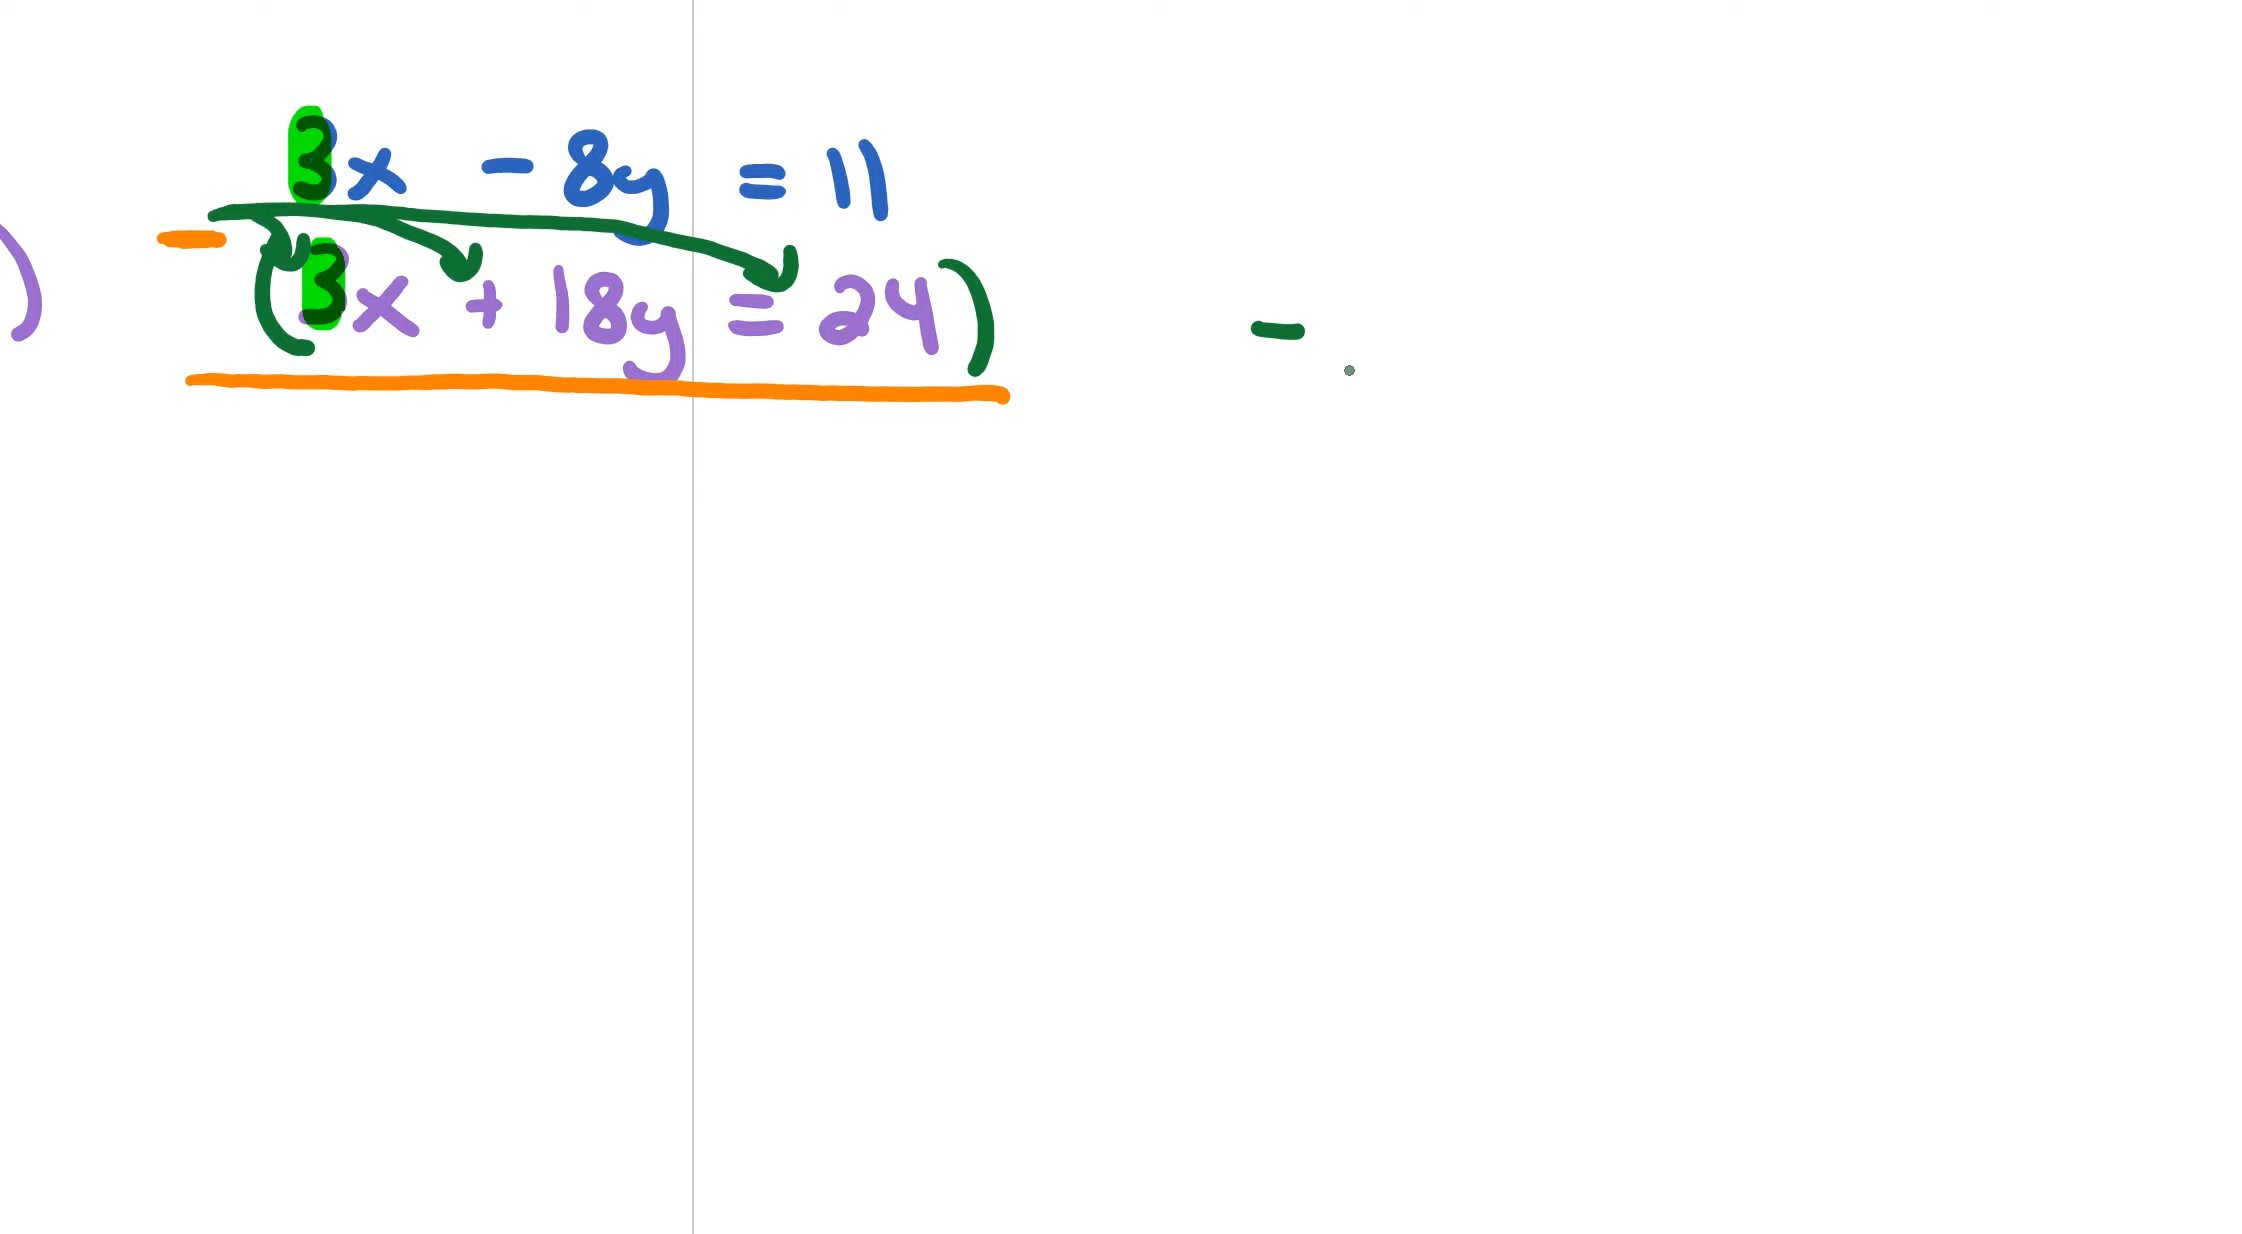 3x - 8y = 11
- (3x + 18y = 24)
-